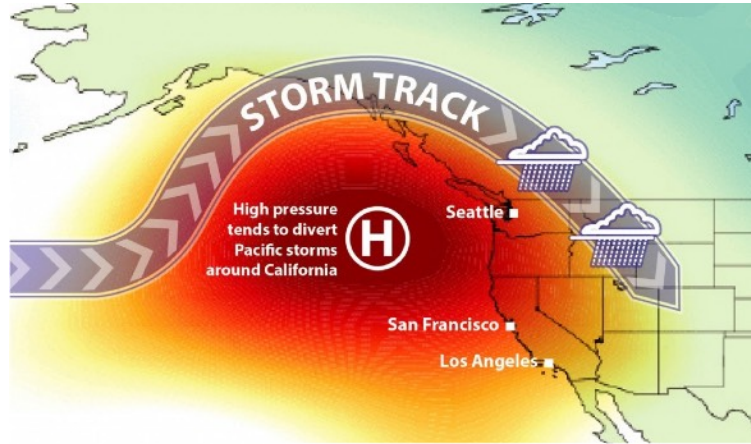 STORM TRACK
High pressure
tends to divert
Pacific storms
around California
H
Seattle
San Francisco
Los Angeles